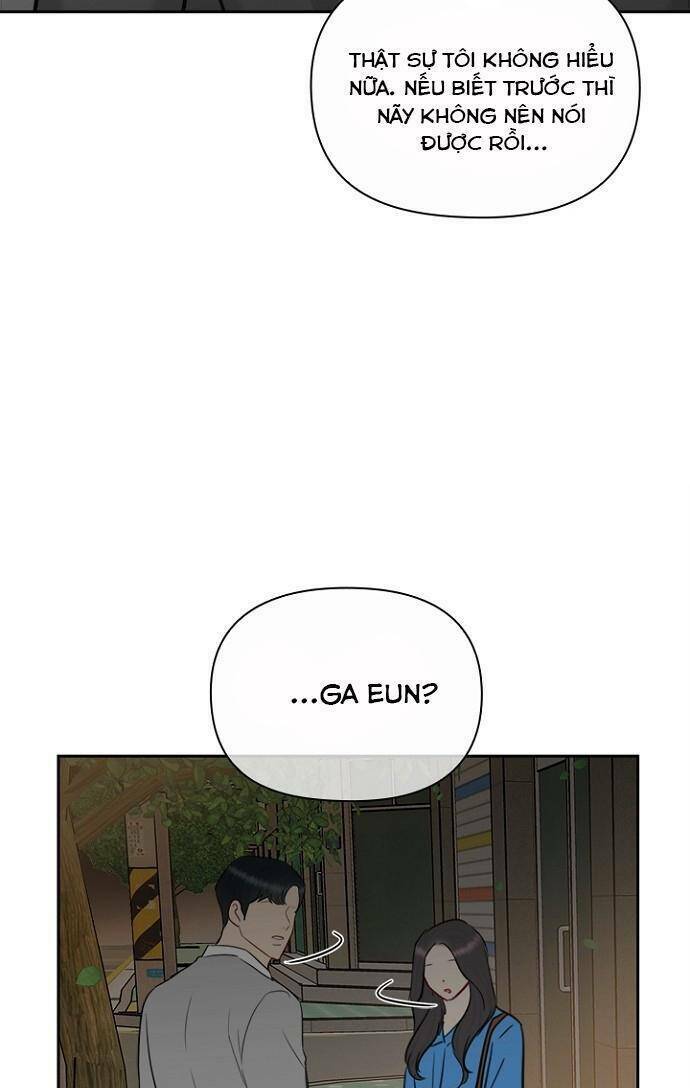 THẬT SỰ TÔI KHÔNG HIỂU
NỮA. NẾU BIẾT TRƯỚC THÌ
NÃY KHÔNG NÊN NÓI
ĐƯỢC RỒI...
...GA EUN?